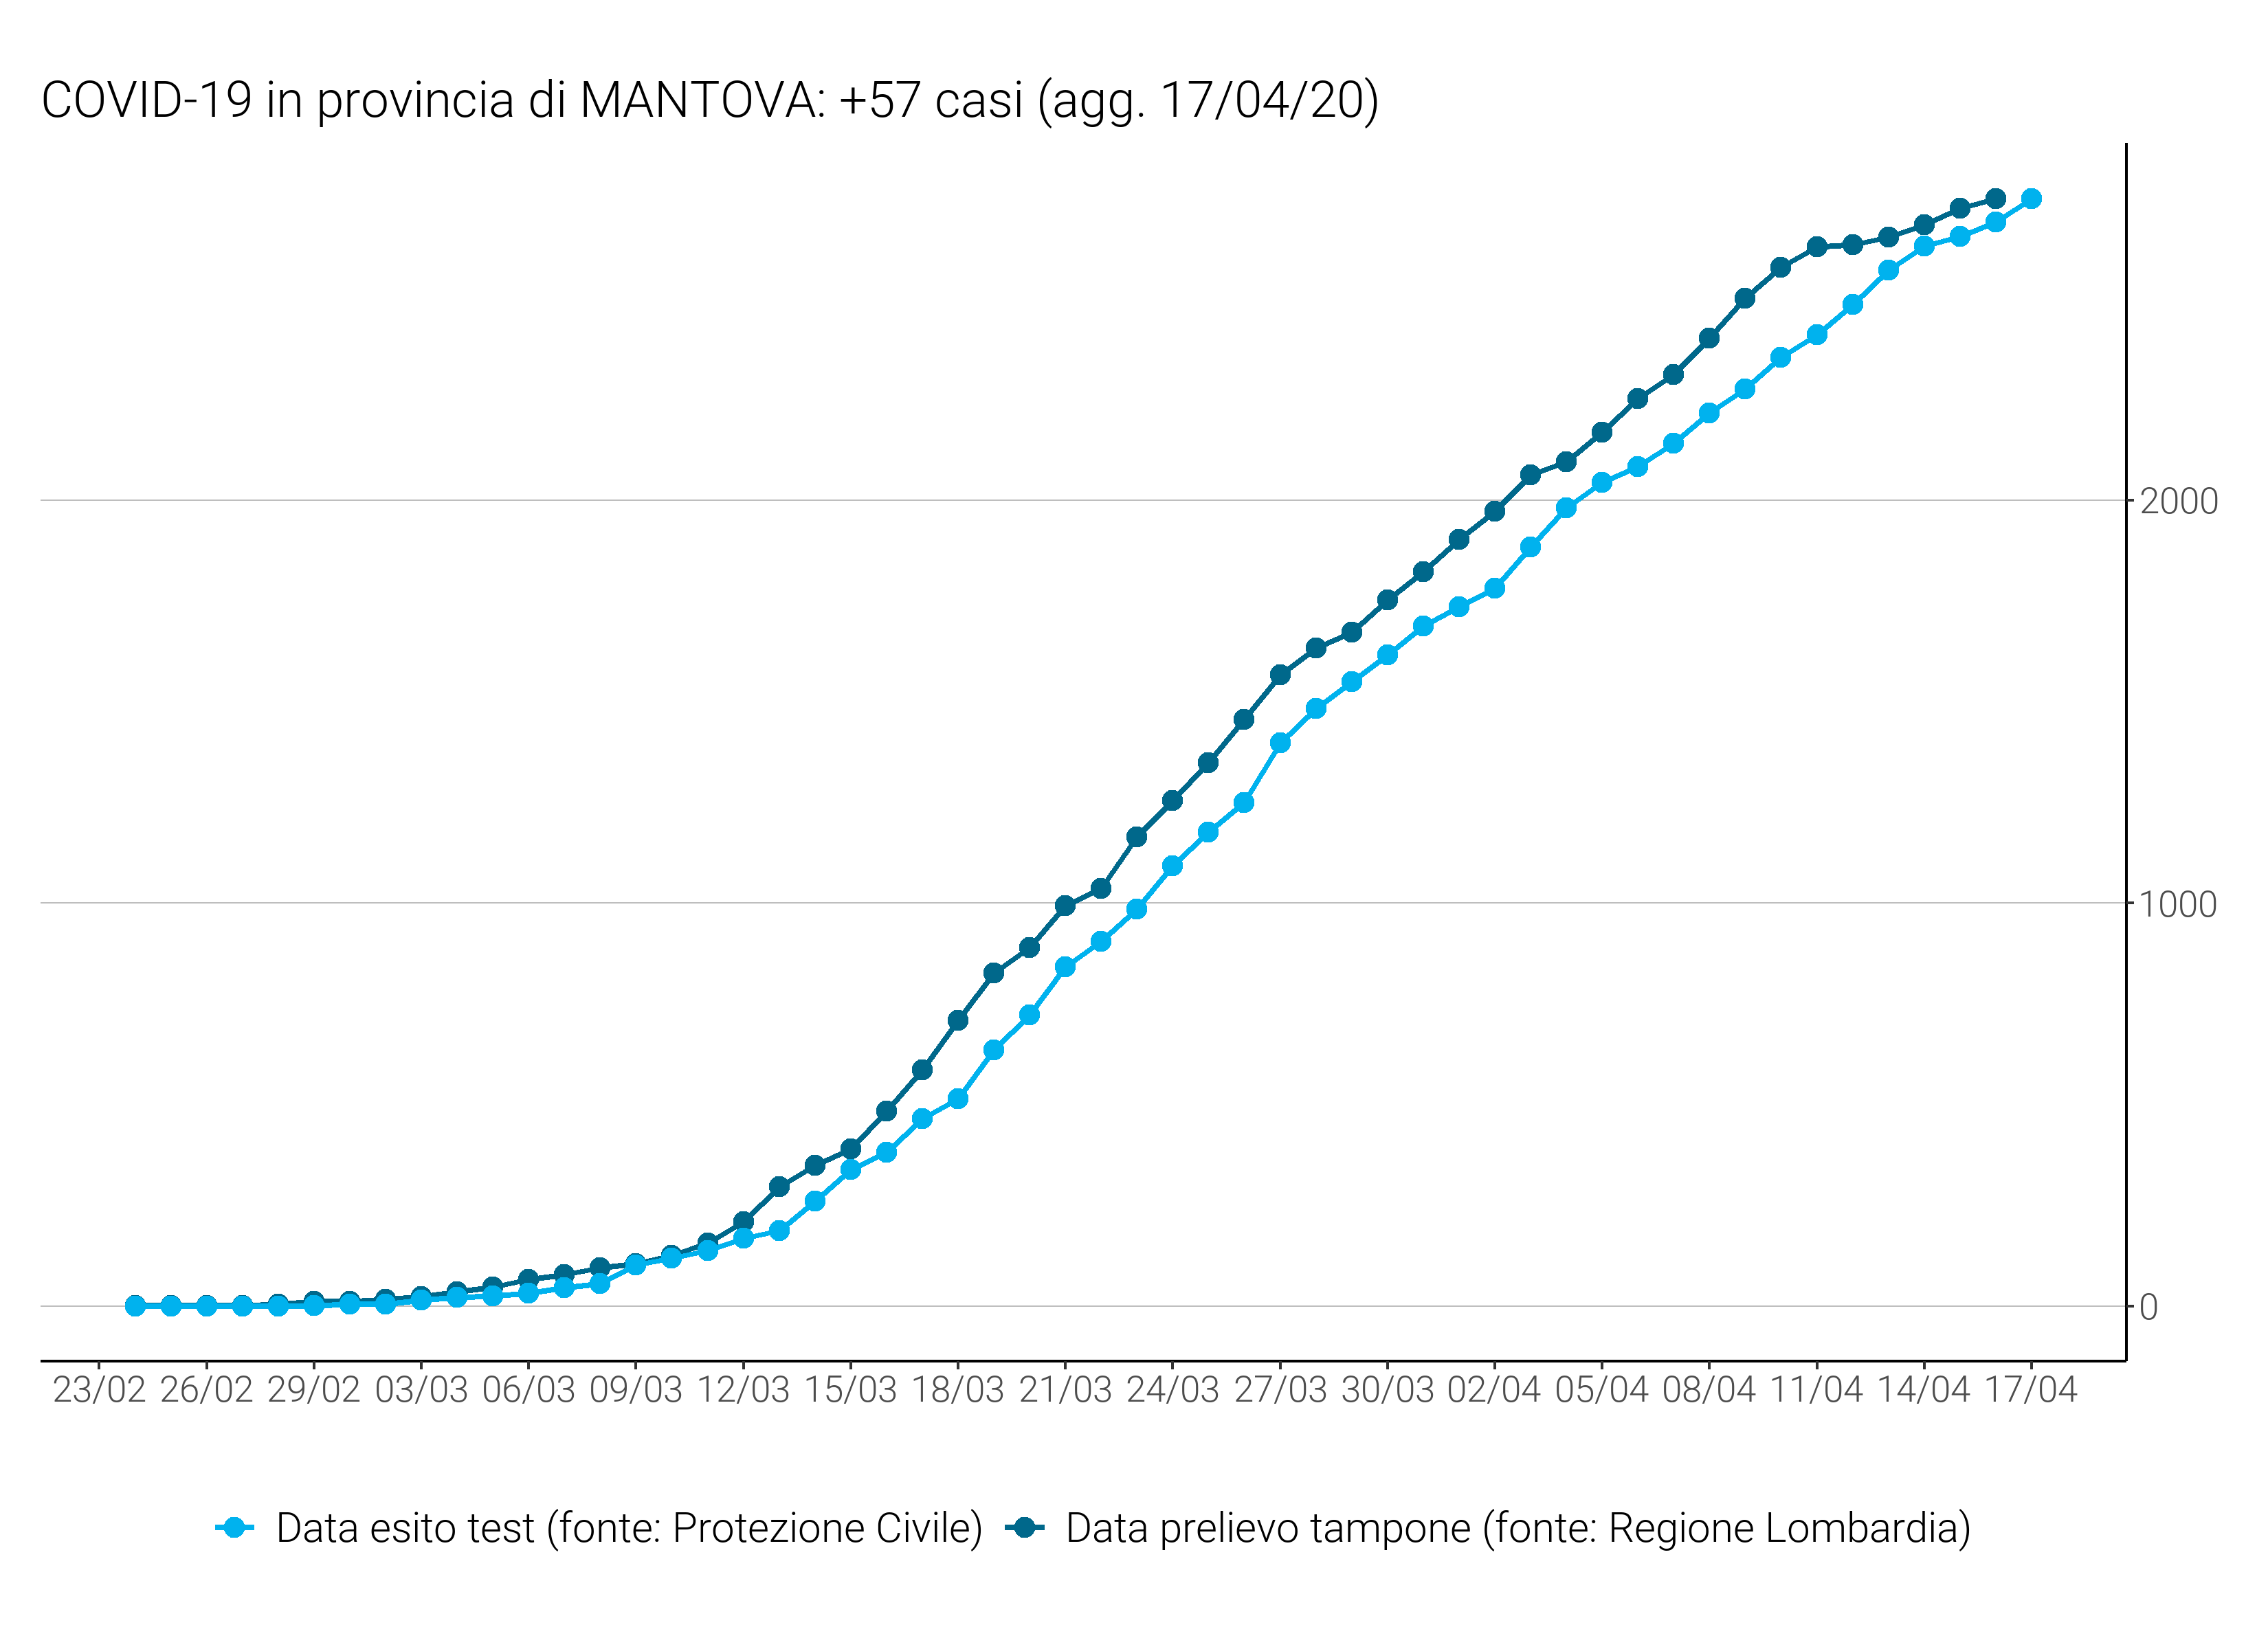 COVID-19 in provincia di MANTOVA: +57 casi (agg. 17/04/20)
2000
1000
0
23/02 26/02 29/02 03/03 06/03 09/03 12/03 15/03 18/03 21/03 24/03 27/03 30/03 02/04 05/04 08/04 11/04 14/04 17/04
Data esito test (fonte: Protezione Civile) Data prelievo tampone (fonte: Regione Lombardia)